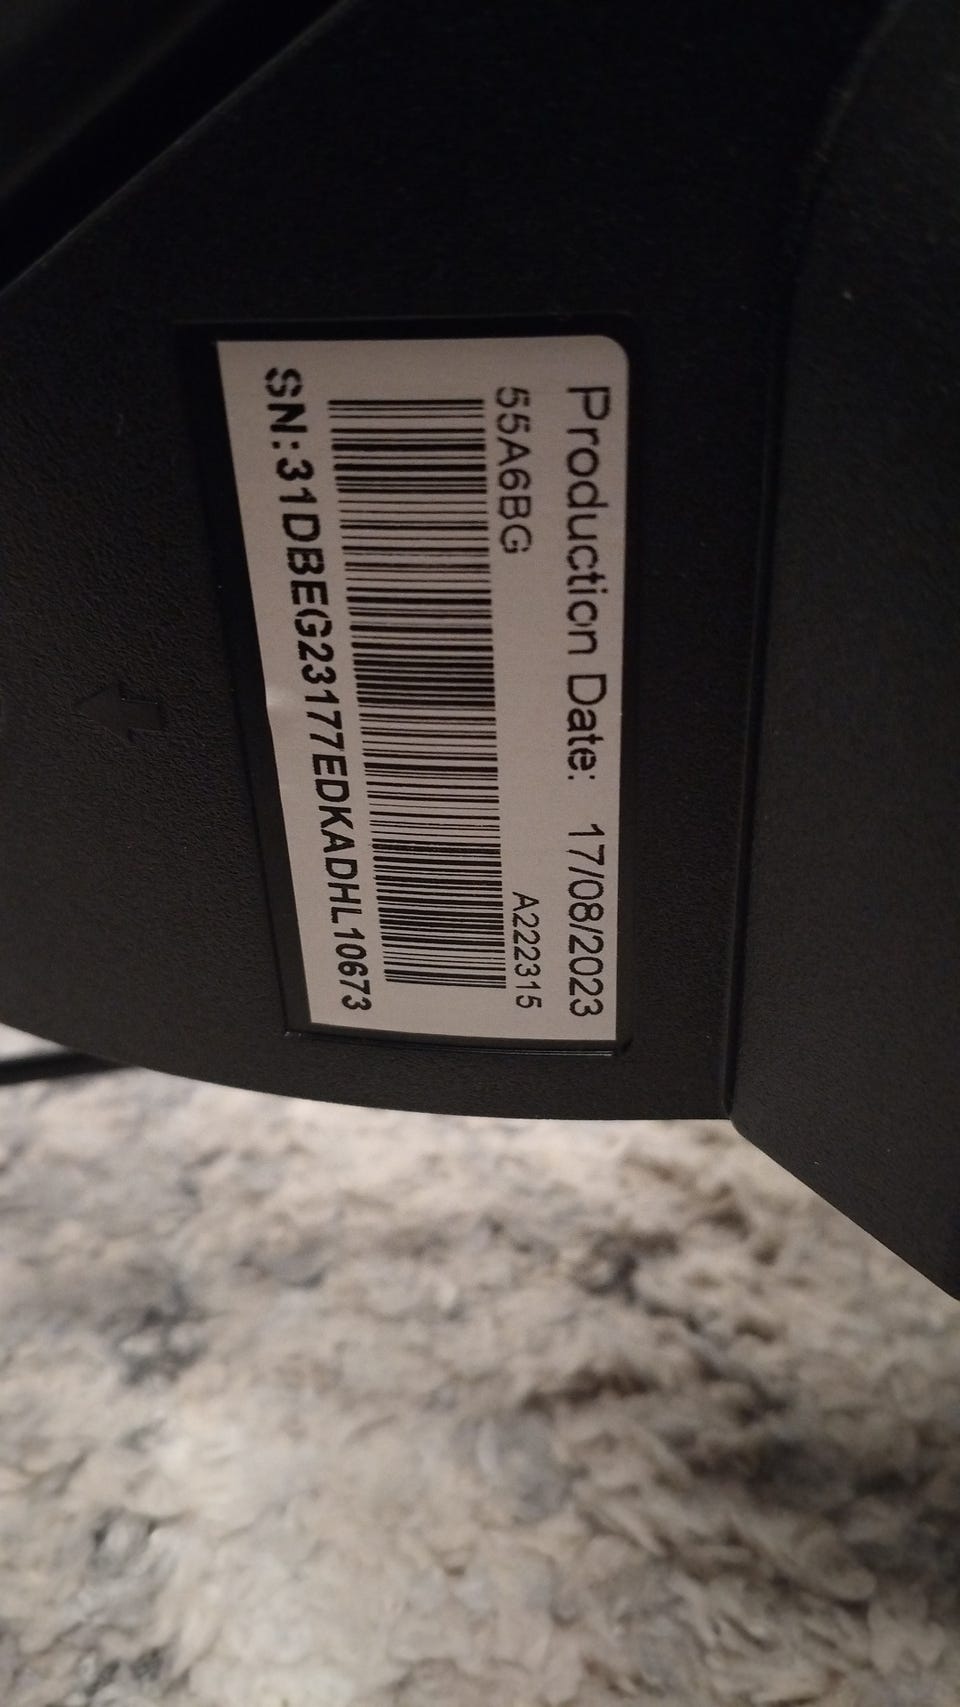 Production Date: 17/08/2023
55A6BG A222315
SN:31DBEG23177EDKADHL10673